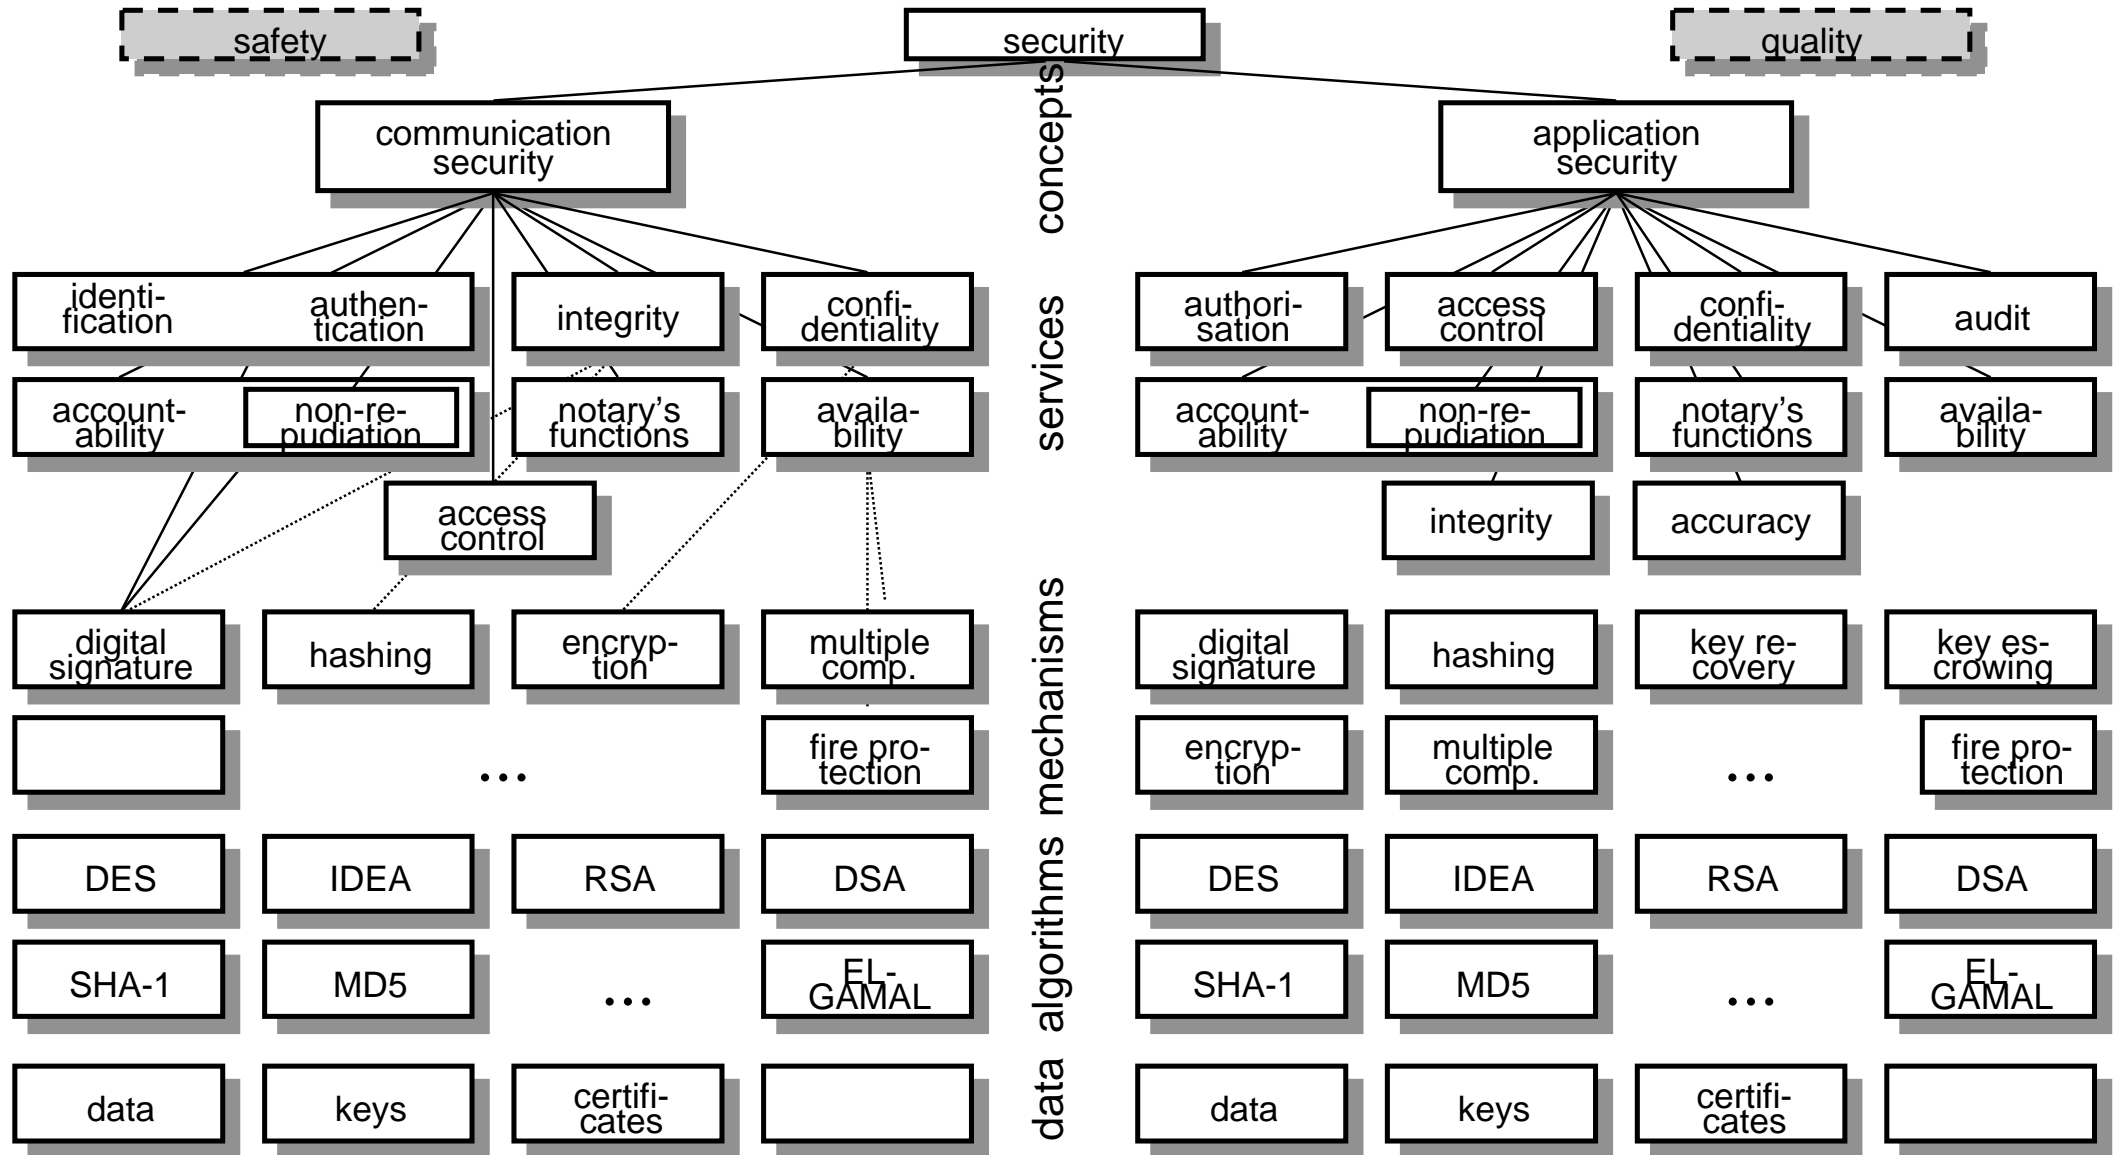 safety
security
quality
communication
security
concepts
application
security
identi-
fication
authen-
tication
integrity
confi-
dentiality
services
authori-
sation
access
control
confi-
dentiality
audit
account-
ability
non-re-
pudiation
notary's
functions
availa-
bility
account-
ability
non-re-
pudiation
notary's
functions
availa-
bility
access
control
integrity
accuracy
digital
signature
hashing
encryp-
tion
multiple
comp.
mechanisms
digital
signature
hashing
key re-
covery
key es-
crowing
...
fire pro-
tection
encryp-
tion
multiple
comp.
...
fire pro-
tection
DES
IDEA
RSA
DSA
algorithms
DES
IDEA
RSA
DSA
SHA-1
MD5
...
EL-
GAMAL
SHA-1
MD5
...
EL-
GAMAL
data
keys
certifi-
cates
data
data
keys
certifi-
cates